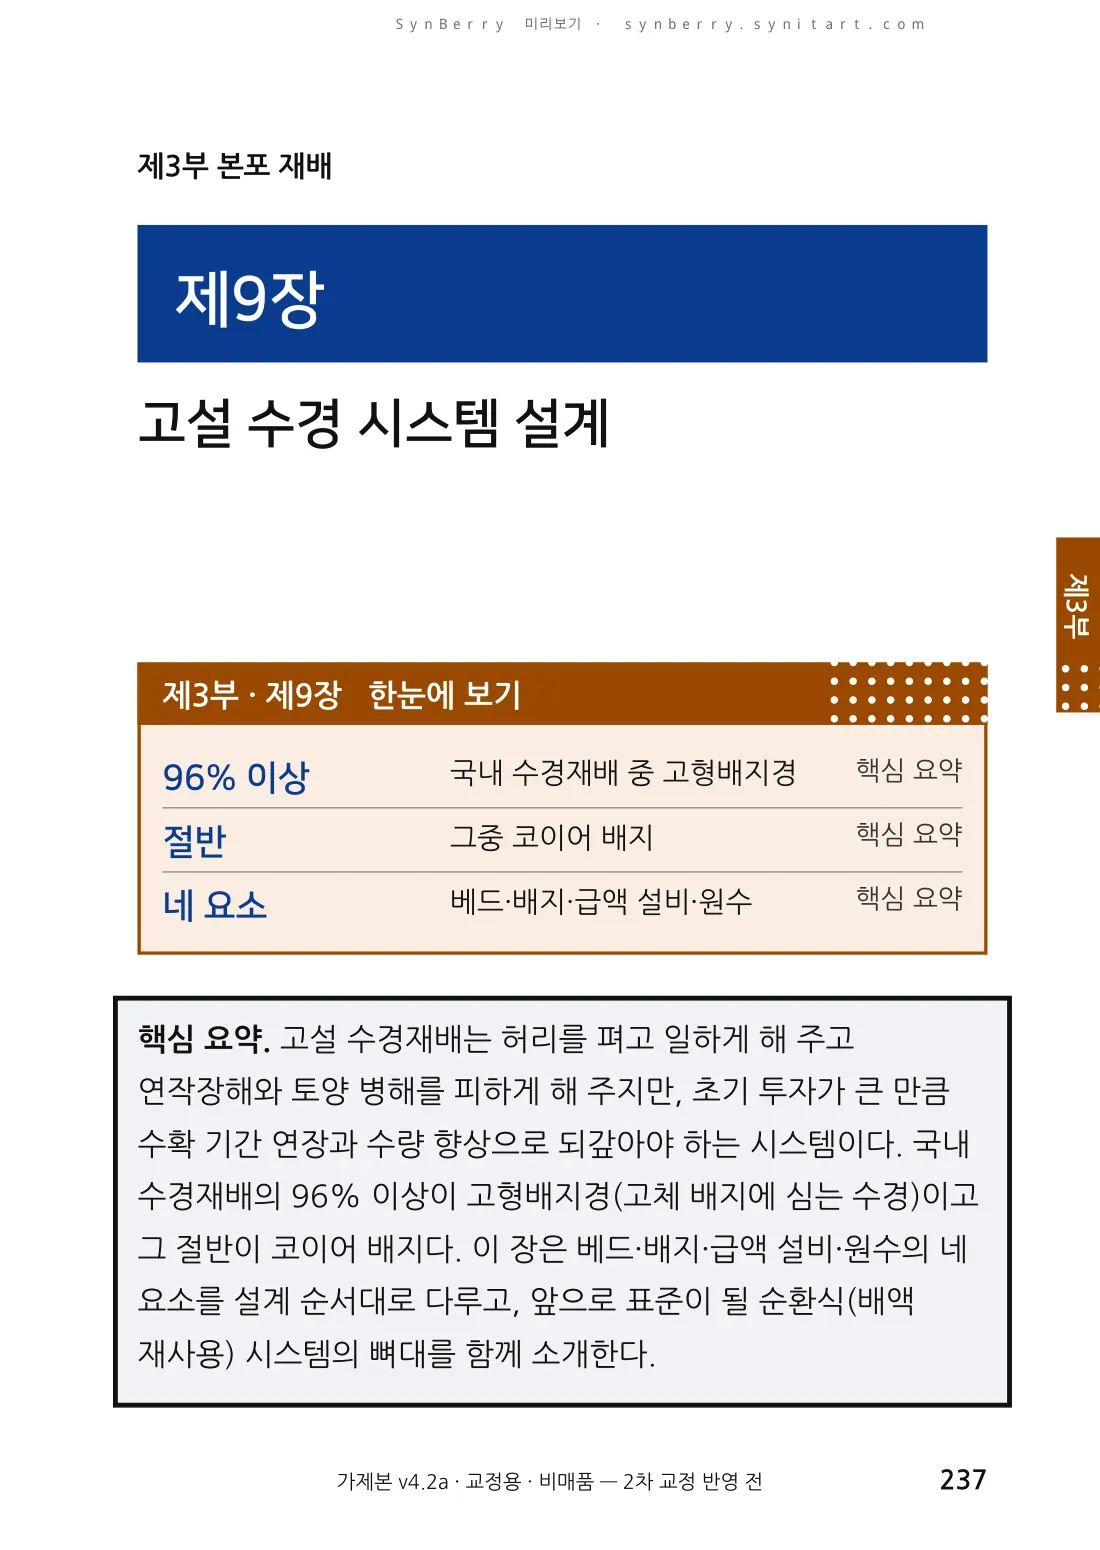 SynBerry 미리보기 · synberry.synitart.com
제3부 본포 재배
제9장
고설 수경 시스템 설계
제3부
제3부 · 제9장 한눈에 보기
96% 이상 국내 수경재배 중 고형배지경 핵심 요약
절반 그중 코이어 배지 핵심 요약
네 요소 베드·배지·급액 설비·원수 핵심 요약
핵심 요약. 고설 수경재배는 허리를 펴고 일하게 해 주고
연작장해와 토양 병해를 피하게 해 주지만, 초기 투자가 큰 만큼
수확 기간 연장과 수량 향상으로 되갚아야 하는 시스템이다. 국내
수경재배의 96% 이상이 고형배지경(고체 배지에 심는 수경)이고
그 절반이 코이어 배지다. 이 장은 베드·배지·급액 설비·원수의 네
요소를 설계 순서대로 다루고, 앞으로 표준이 될 순환식(배액
재사용) 시스템의 뼈대를 함께 소개한다.
가제본 v4.2a · 교정용 · 비매품 — 2차 교정 반영 전
237